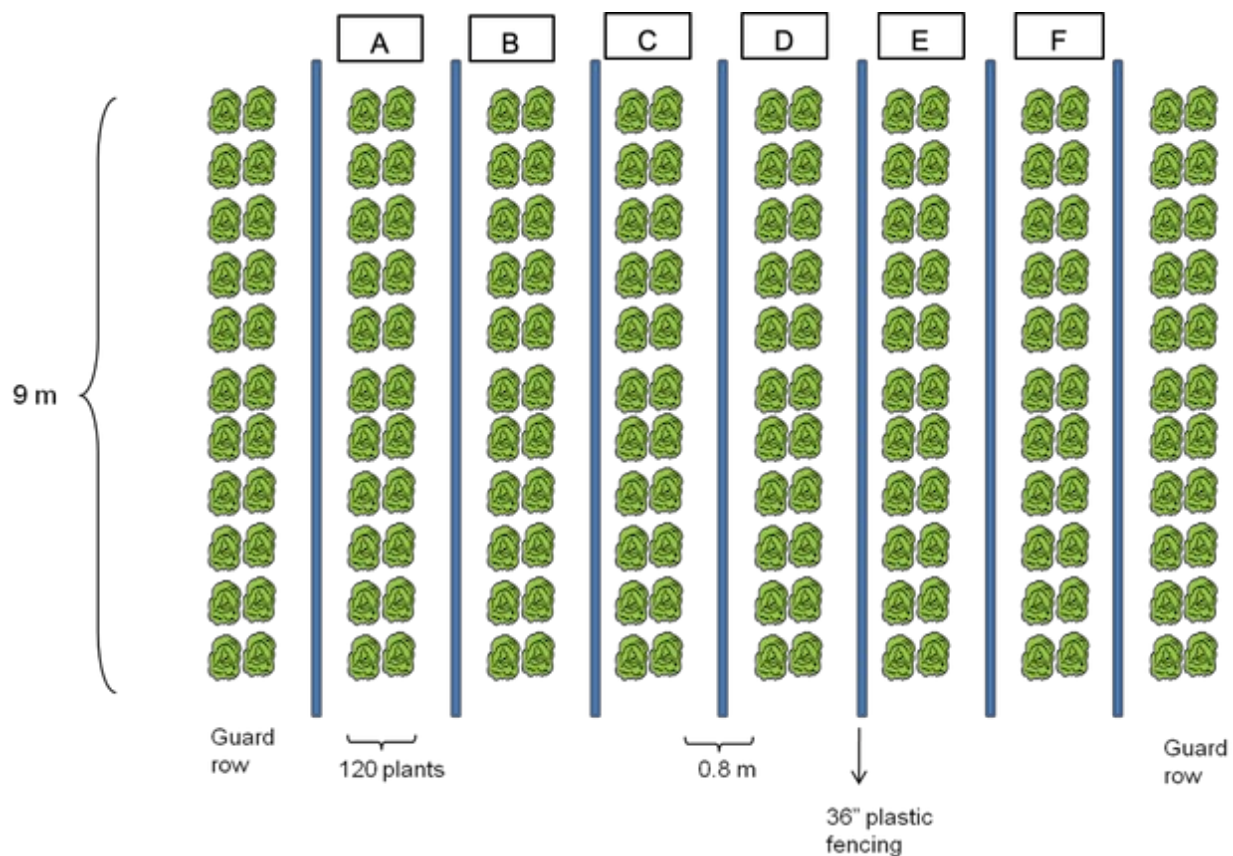 A
B
C
D
E
F
9 m
Guard
row
120 plants
0.8 m
36” plastic
fencing
Guard
row